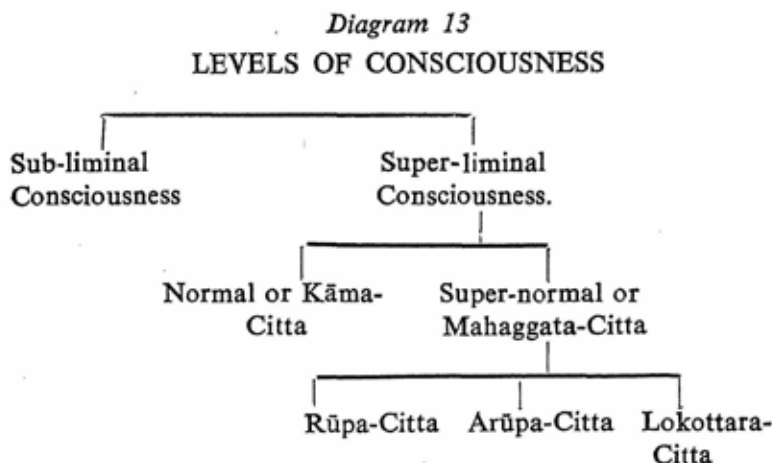 Diagram 13
LEVELS OF CONSCIOUSNESS
Sub-liminal
Consciousness
Super-liminal
Consciousness.
Normal or Kāma-
Citta
Super-normal or
Mahaggata-Citta
Rūpa-Citta
Arūpa-Citta
Lokottara-
Citta